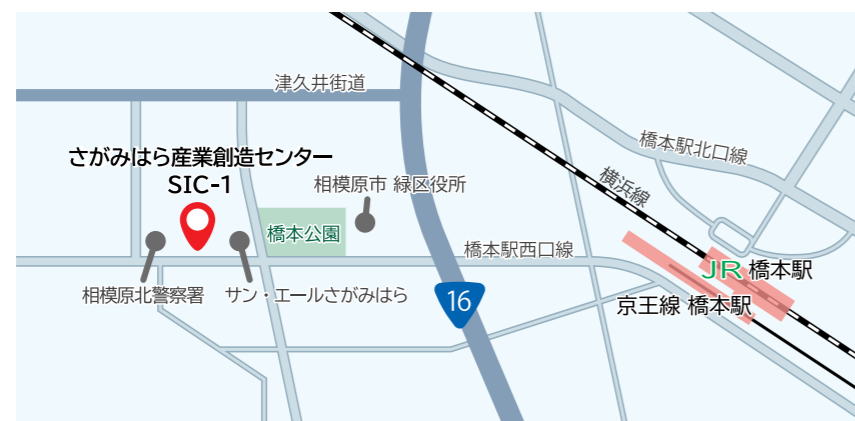 津久井街道
橋本駅北口線
さがみはら産業創造センター
SIC-1
相模原市 緑区役所
横浜線
橋本公園
橋本駅西口線
JR 橋本駅
相模原北警察署
サン・エールさがみはら
16
京王線 橋本駅